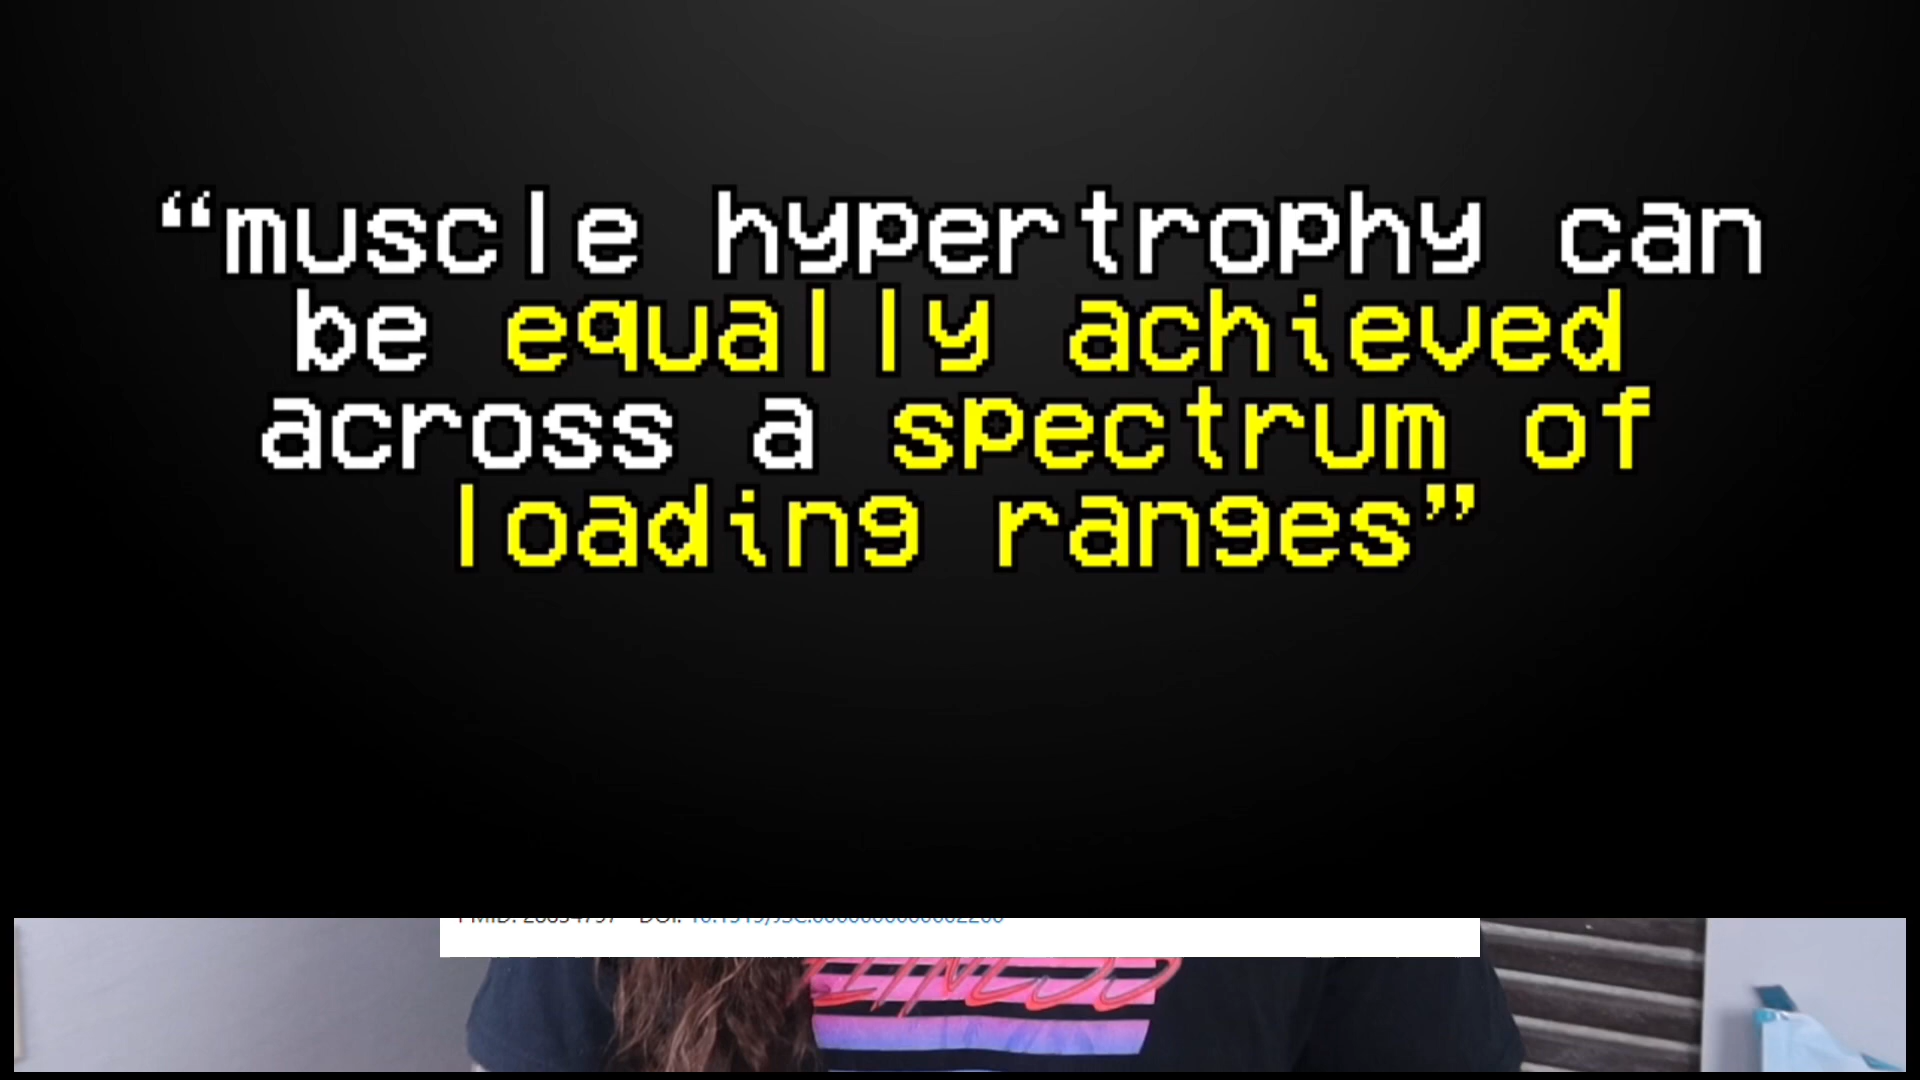 “muscle hypertrophy can
be equally achieved
across a spectrum of
loading ranges”